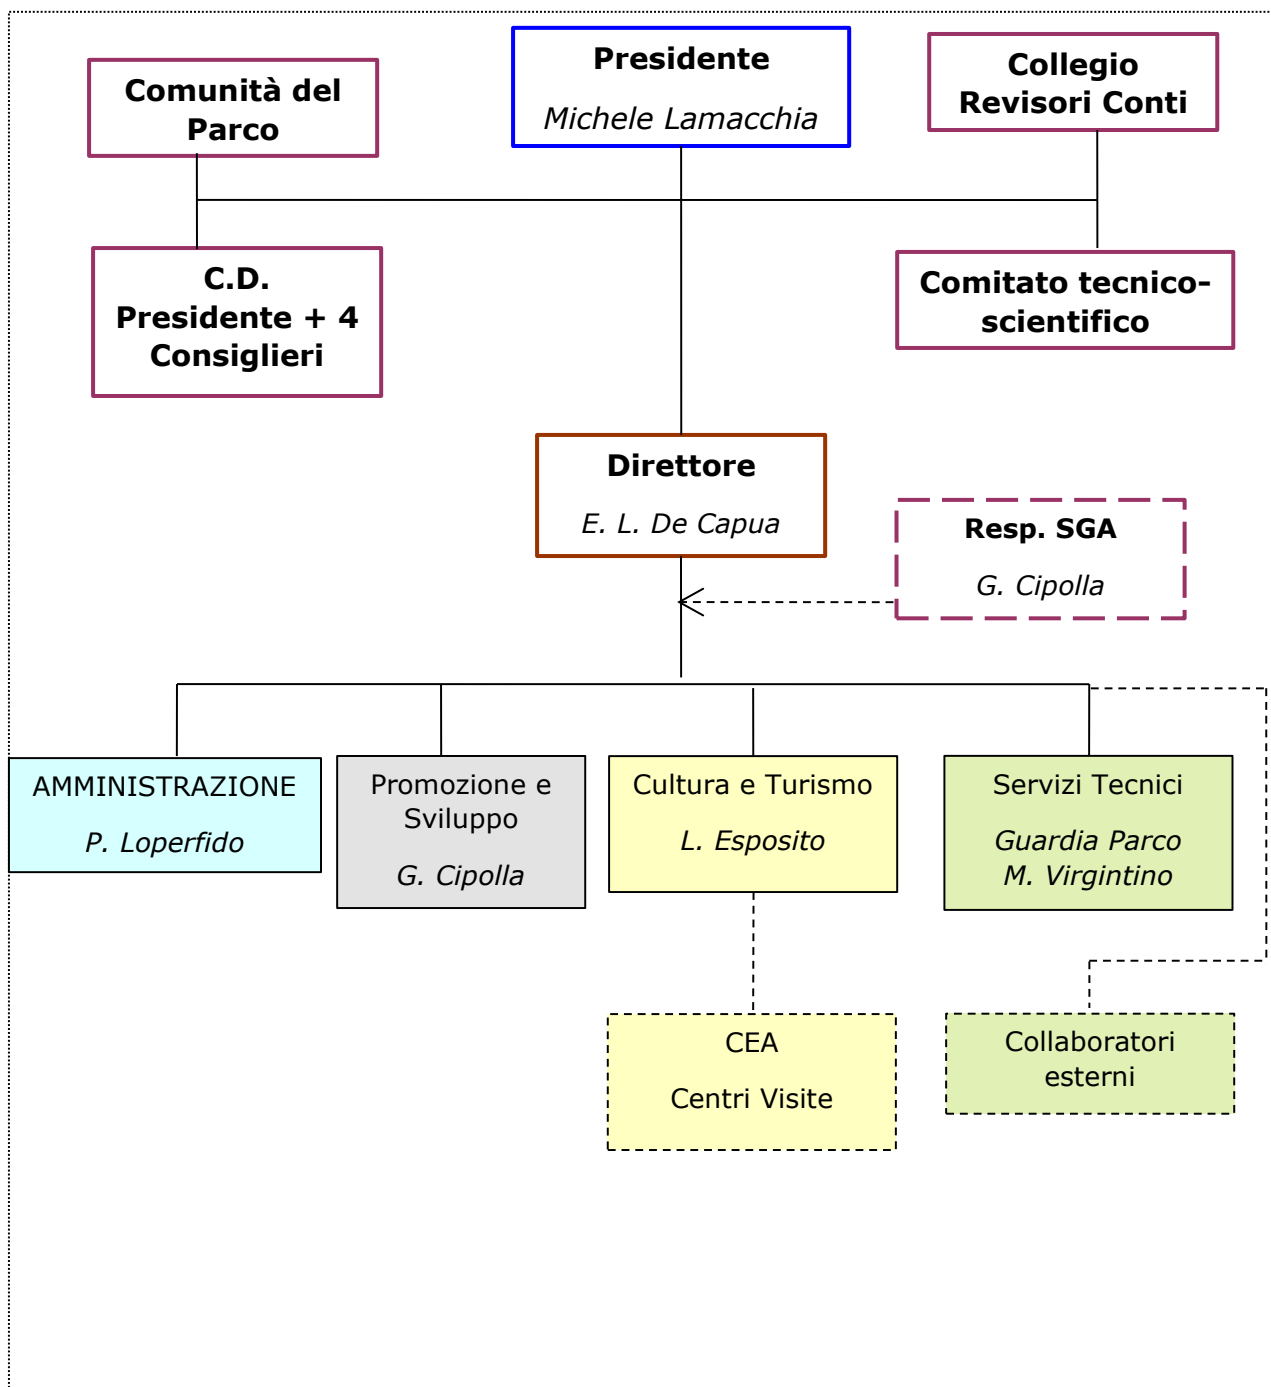 Comunità del
Parco
Presidente
Michele Lamacchia
Collegio
Revisori Conti
C.D.
Presidente + 4
Consiglieri
Comitato tecnico-
scientifico
Direttore
E. L. De Capua
Resp. SGA
G. Cipolla
AMMINISTRAZIONE
P. Loperfido
Promozione e
Sviluppo
G. Cipolla
Cultura e Turismo
L. Esposito
Servizi Tecnici
Guardia Parco
M. Virgintino
CEA
Centri Visite
Collaboratori
esterni